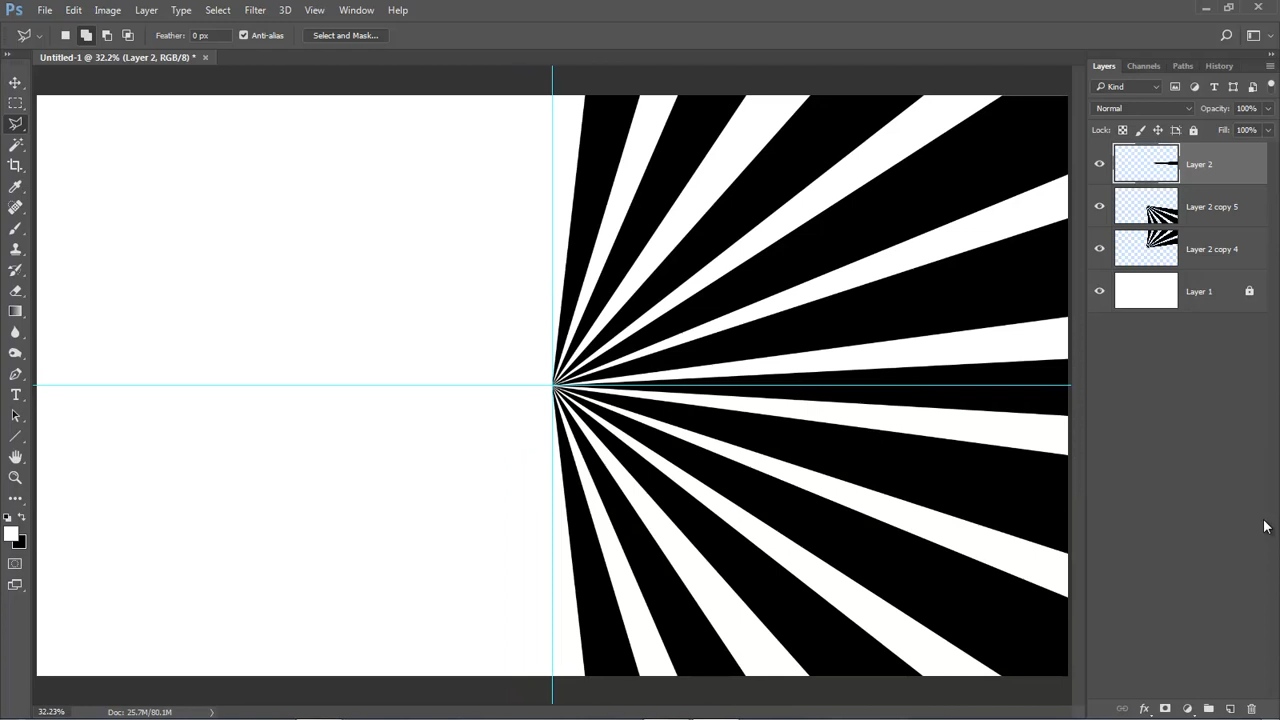 Ps File Edit Image Layer Type Select Filter 3D View Window Help
Feather: 0 px Anti-alias Select and Mask...
Untitled-1 @ 32.2% (Layer 2, RGB/8) * ×
Layers Channels Paths History
Kind
Normal Opacity: 100%
Lock: Fill: 100%
Layer 2
Layer 2 copy 5
Layer 2 copy 4
Layer 1
32.23% Doc: 25.7M/80.1M
fx